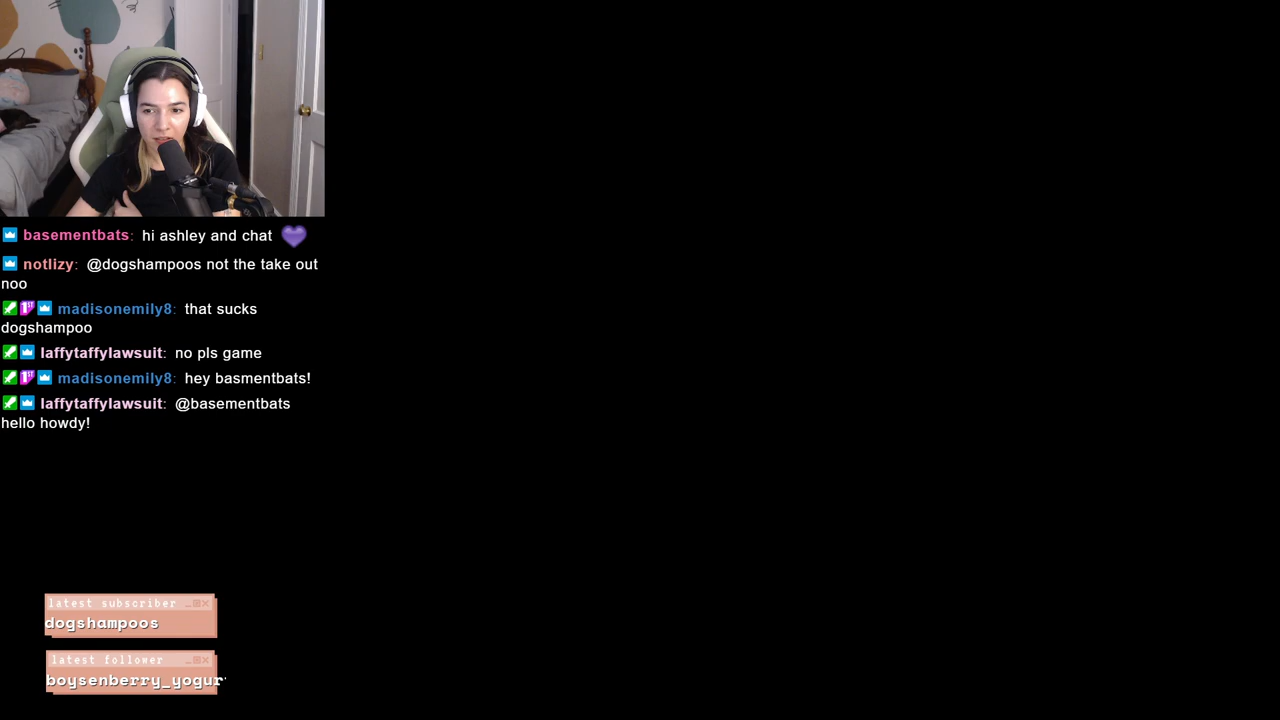 basementbats: hi ashley and chat
notlizy: @dogshampoos not the take out
noo
madisonemily8: that sucks
dogshampoo
laffytaffylawsuit: no pls game
madisonemily8: hey basmentbats!
laffytaffylawsuit: @basementbats
hello howdy!
latest subscriber
dogshampoos
latest follower
boysenberry_yogur